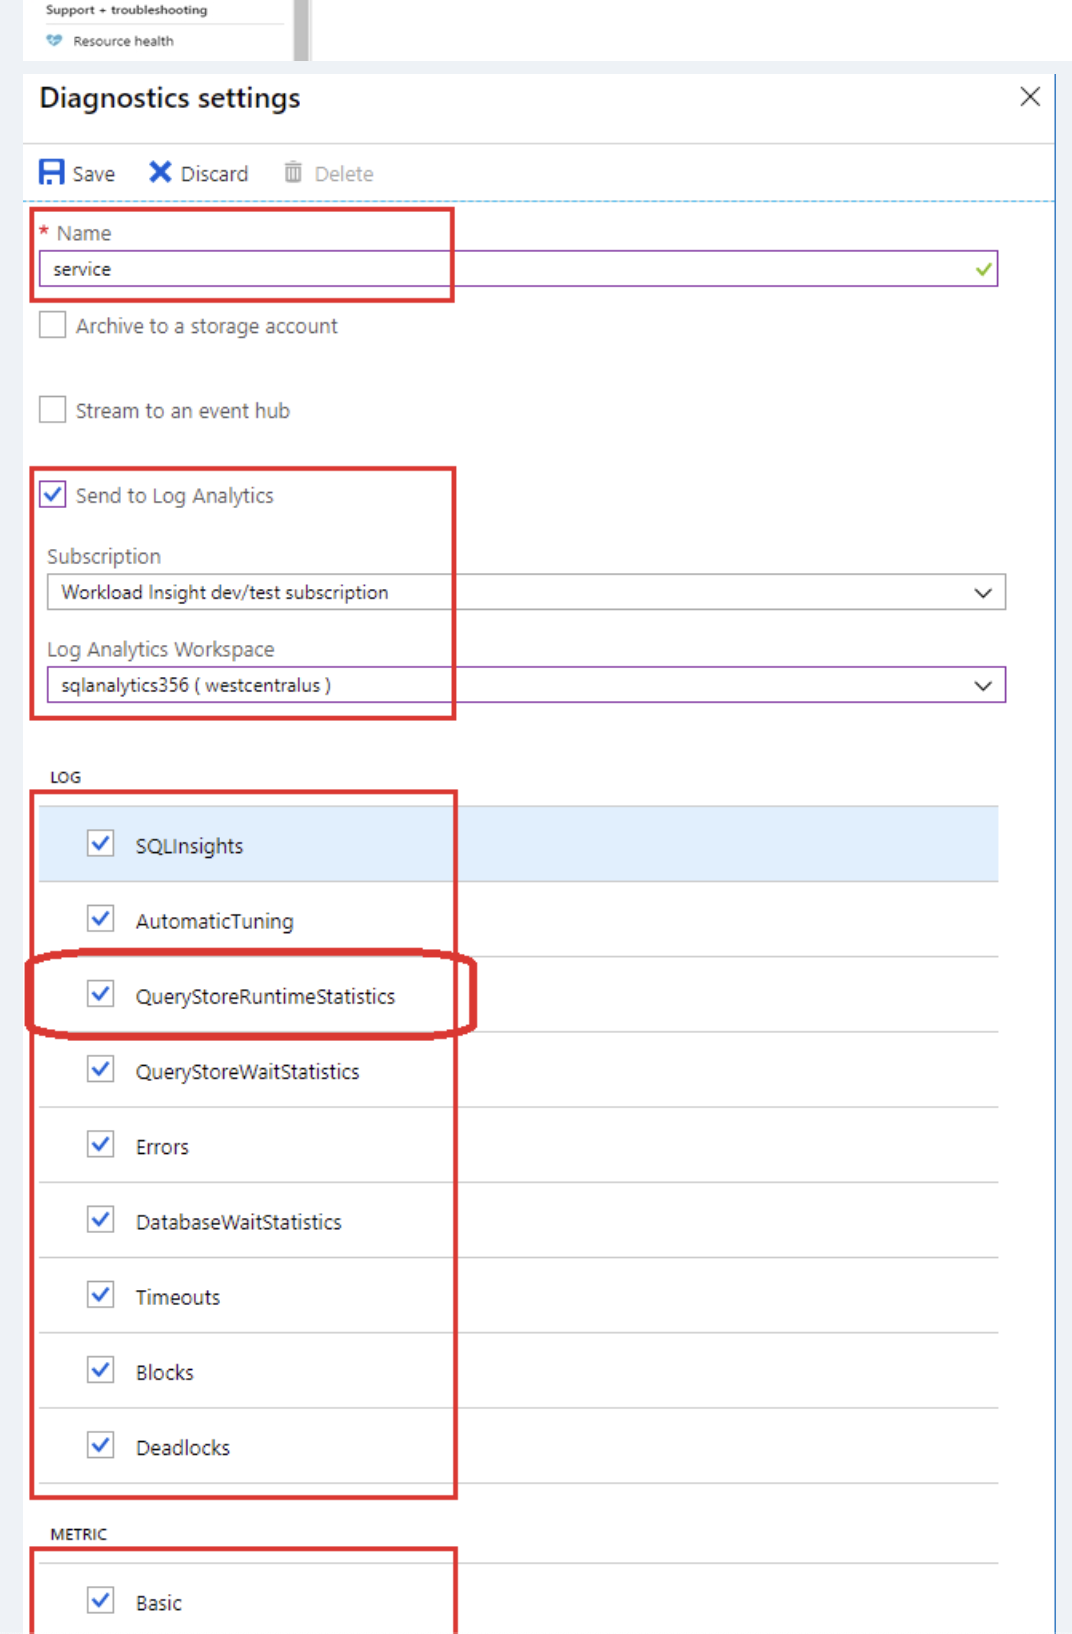 Support + troubleshooting
Resource health
Diagnostics settings
Save Discard Delete
* Name
service
Archive to a storage account
Stream to an event hub
Send to Log Analytics
Subscription
Workload Insight dev/test subscription
Log Analytics Workspace
sqlanalytics356 ( westcentralus )
LOG
SQLInsights
AutomaticTuning
QueryStoreRuntimeStatistics
QueryStoreWaitStatistics
Errors
DatabaseWaitStatistics
Timeouts
Blocks
Deadlocks
METRIC
Basic